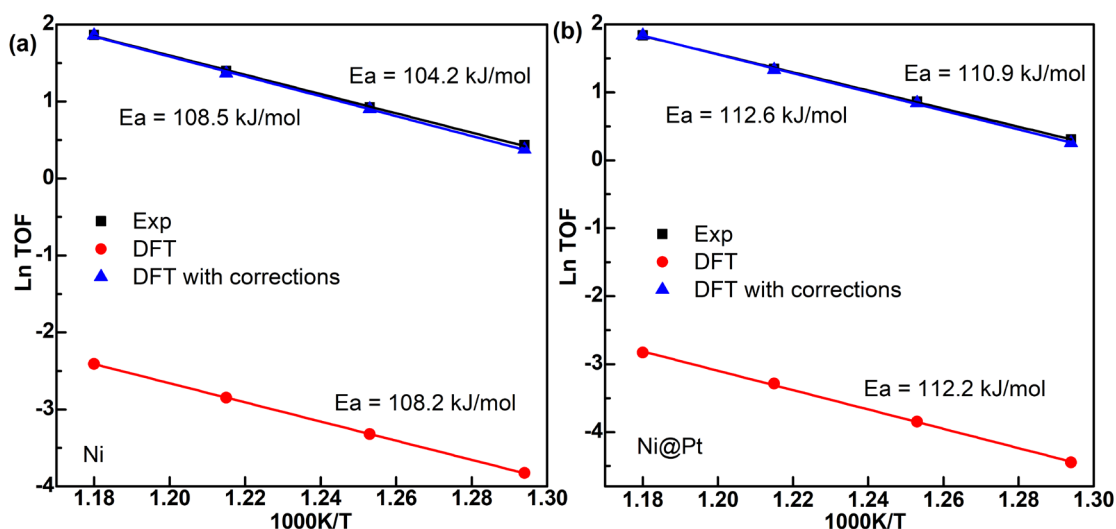 (a)
2
1
0
-1
-2
-3
-4
Ln TOF
Ea = 104.2 kJ/mol
Ea = 108.5 kJ/mol
Exp
DFT
DFT with corrections
Ea = 108.2 kJ/mol
Ni
1.18 1.20 1.22 1.24 1.26 1.28 1.30
1000K/T
(b)
2
1
0
-1
-2
-3
-4
Ln TOF
Ea = 110.9 kJ/mol
Ea = 112.6 kJ/mol
Exp
DFT
DFT with corrections
Ea = 112.2 kJ/mol
Ni@Pt
1.18 1.20 1.22 1.24 1.26 1.28 1.30
1000K/T